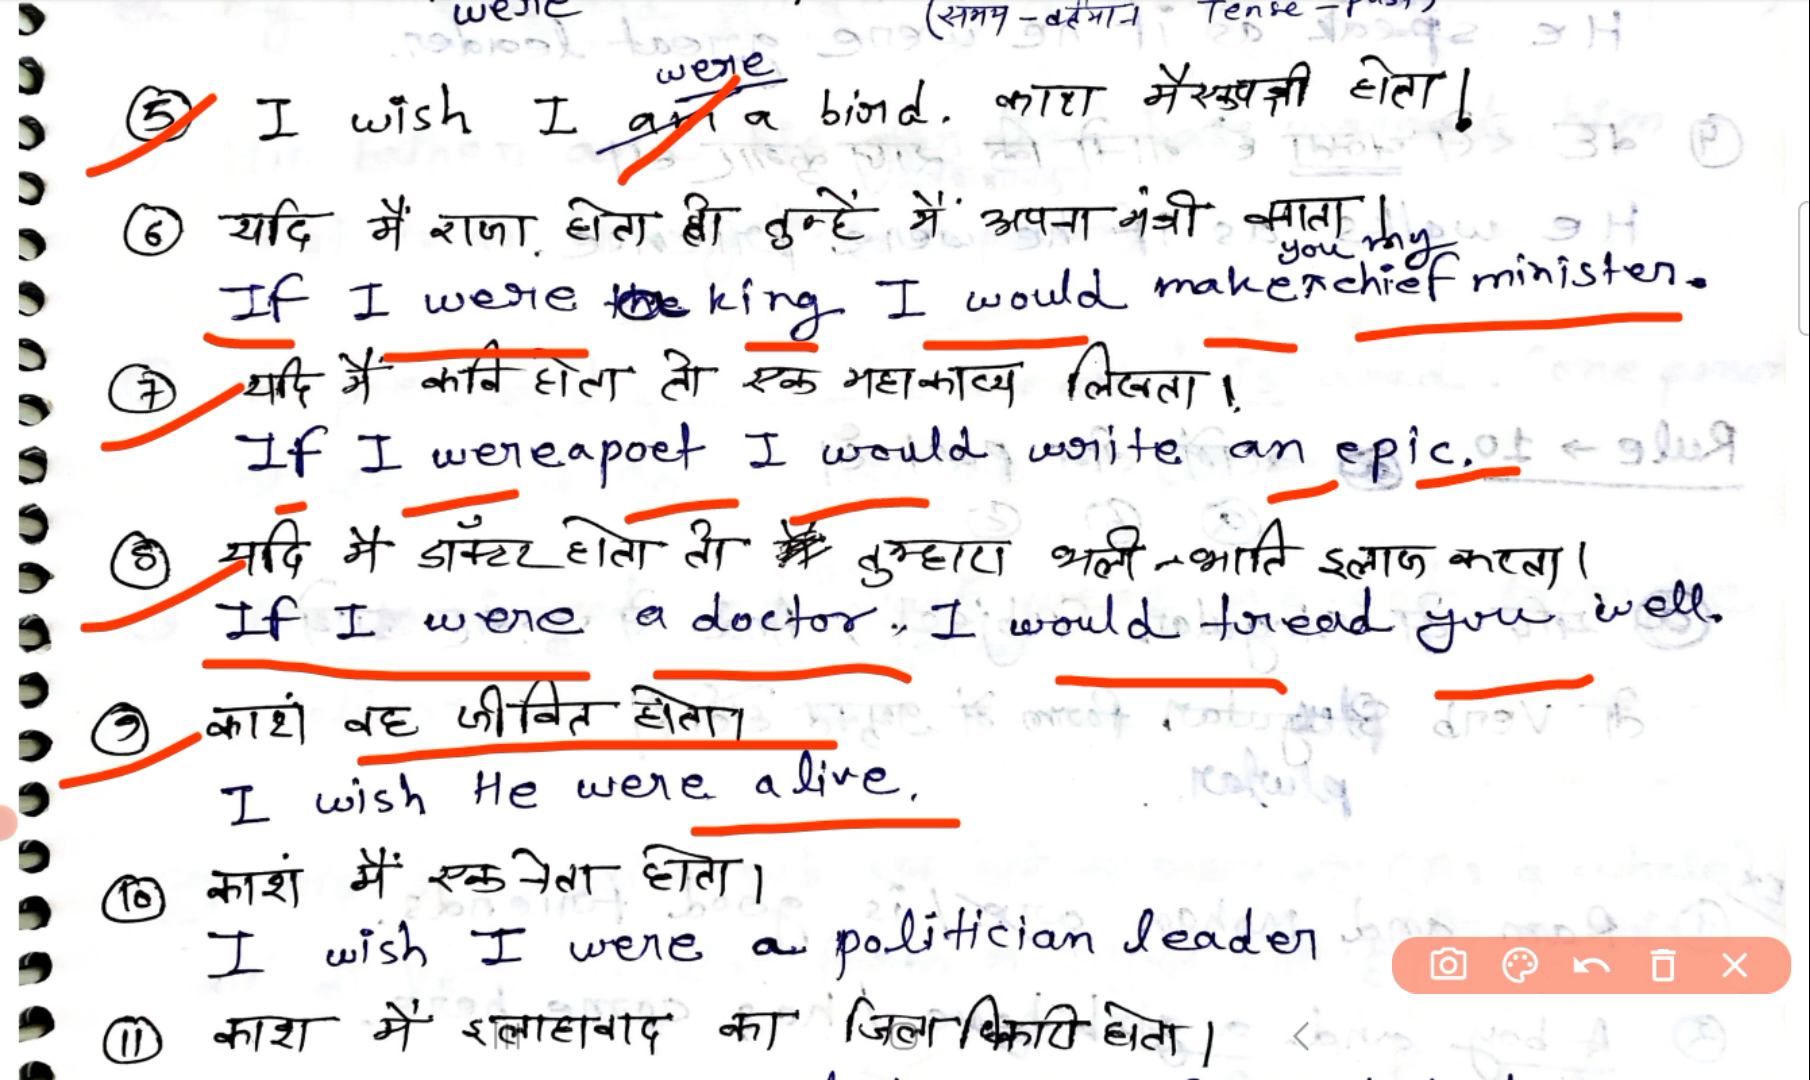 were
(समय - वर्तमान Tense - past)
were
⑤ I wish I am a bird. काश मैं एक पक्षी होता!
⑥ यदि मैं राजा होता तो तुम्हें मैं अपना मंत्री बनाता।
you my
If I were the king I would make chief minister.
⑦ यदि मैं कवि होता तो एक महाकाव्य लिखता।
If I were a poet I would write an epic.
⑧ यदि मैं डॉक्टर होता तो तुम्हारा भली-भाति इलाज करता।
If I were a doctor, I would tread you well.
⑨ काशं वह जीवित होता।
I wish He were alive.
⑩ काशं मैं एक नेता होता।
I wish I were a politician leader
⑪ काश मैं इलाहावाद का जिलाधिकारी होता।